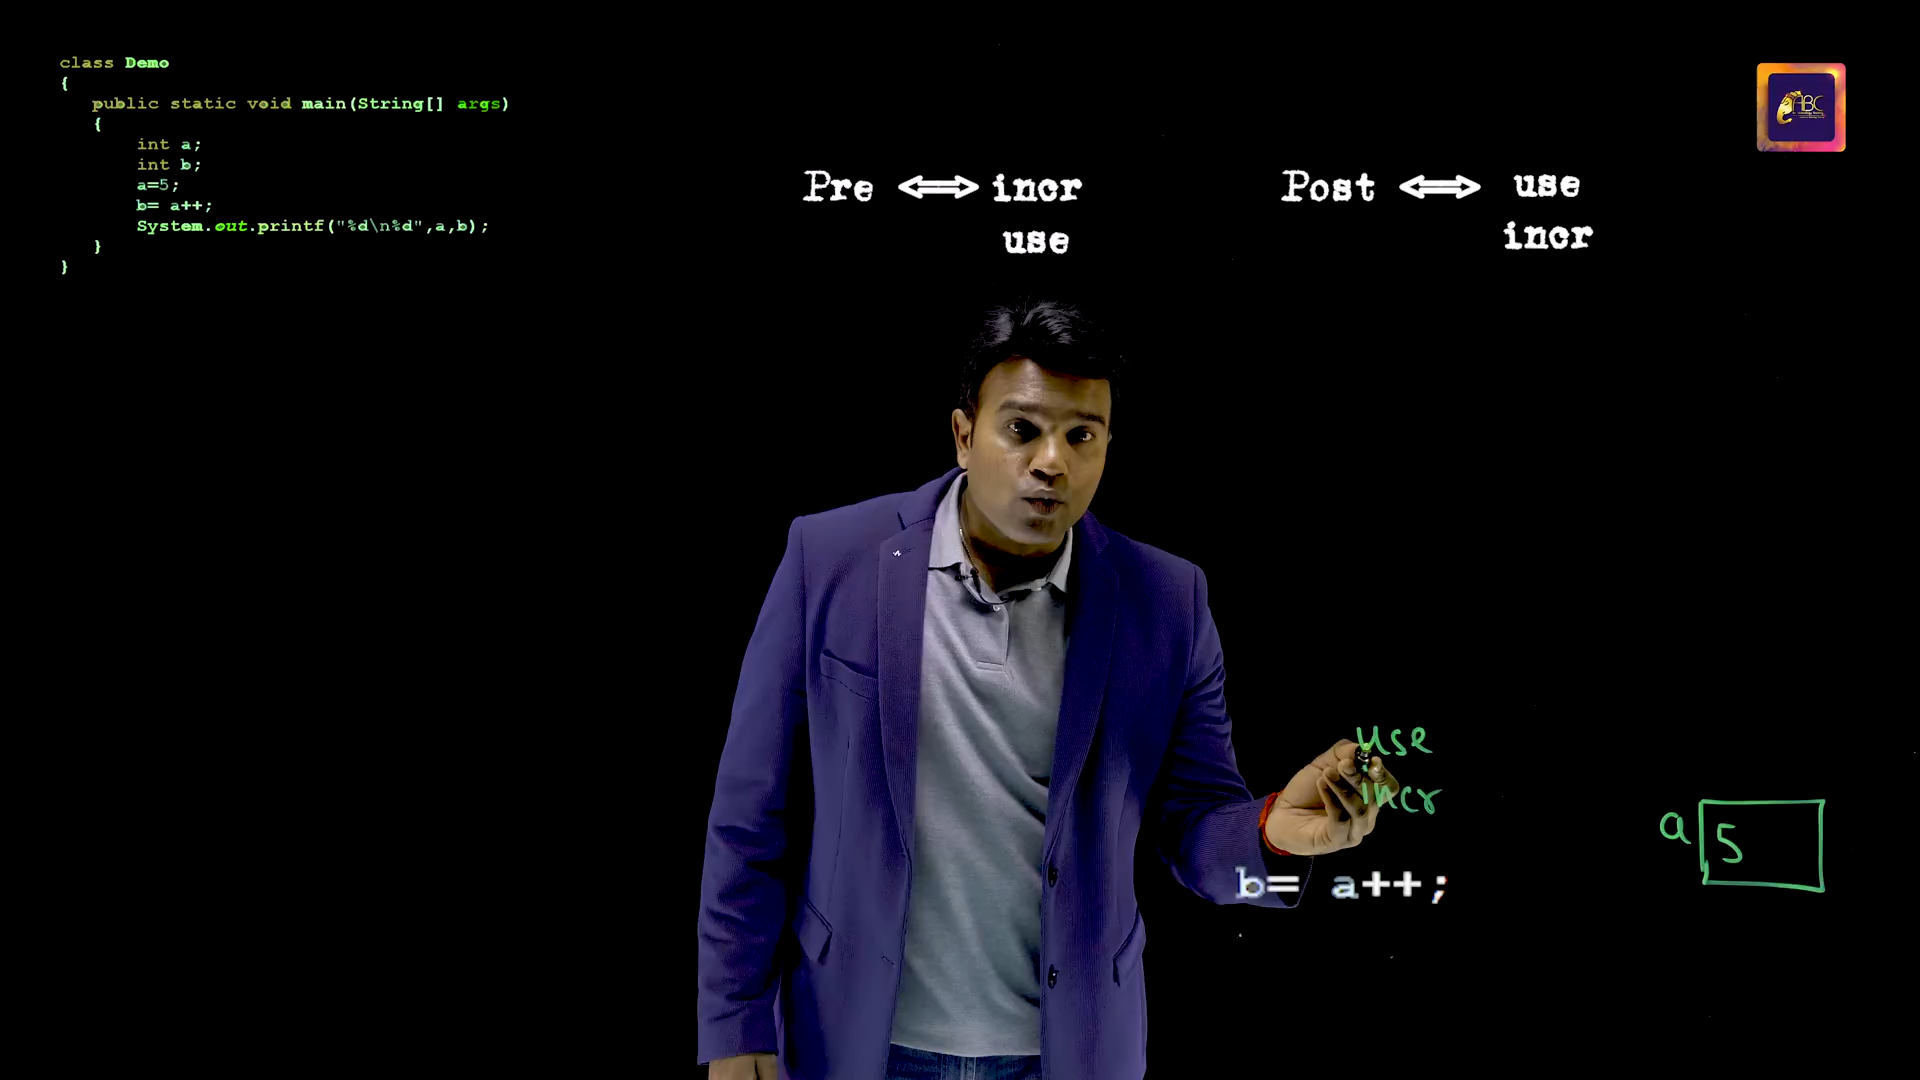 class Demo
{
public static void main(String[] args)
{
int a;
int b;
a=5;
b= a++;
System.out.printf("%d\n%d",a,b);
}
}
Pre ⇔ incr
use
Post ⇔ use
incr
ABC
use
incr
b= a++;
a 5